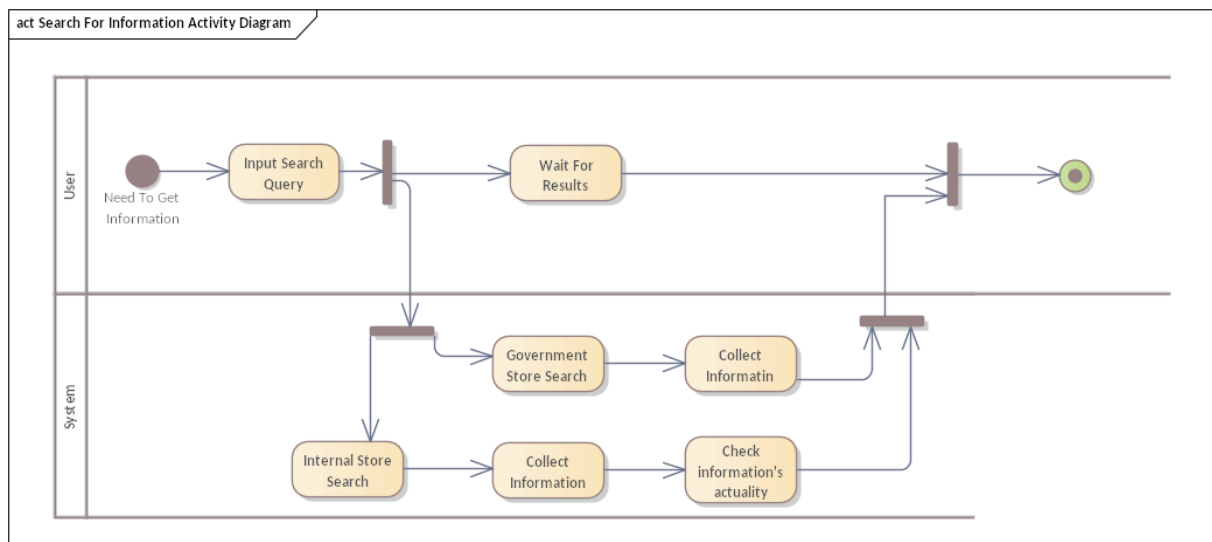 act Search For Information Activity Diagram
User
Need To Get
Information
Input Search
Query
Wait For
Results
System
Government
Store Search
Collect
Informatin
Internal Store
Search
Collect
Information
Check
information's
actuality